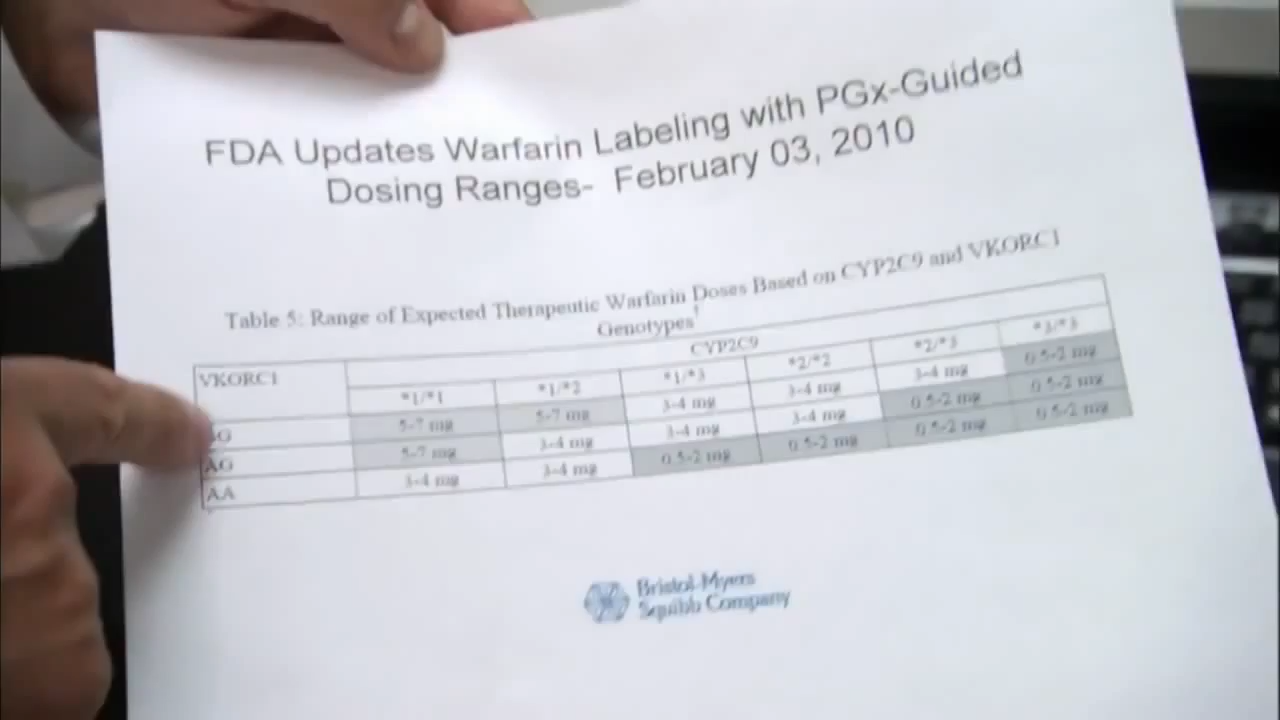 FDA Updates Warfarin Labeling with PGx-Guided
Dosing Ranges- February 03, 2010
Table 5: Range of Expected Therapeutic Warfarin Doses Based on CYP2C9 and VKORC1
Genotypes†
VKORC1 CYP2C9
*1/*1 *1/*2 *1/*3 *2/*2 *2/*3 *3/*3
5-7 mg 5-7 mg 3-4 mg 3-4 mg 3-4 mg 0.5-2 mg
AG 5-7 mg 3-4 mg 3-4 mg 3-4 mg 0.5-2 mg 0.5-2 mg
AA 3-4 mg 3-4 mg 0.5-2 mg 0.5-2 mg 0.5-2 mg 0.5-2 mg
Bristol-Myers
Squibb Company